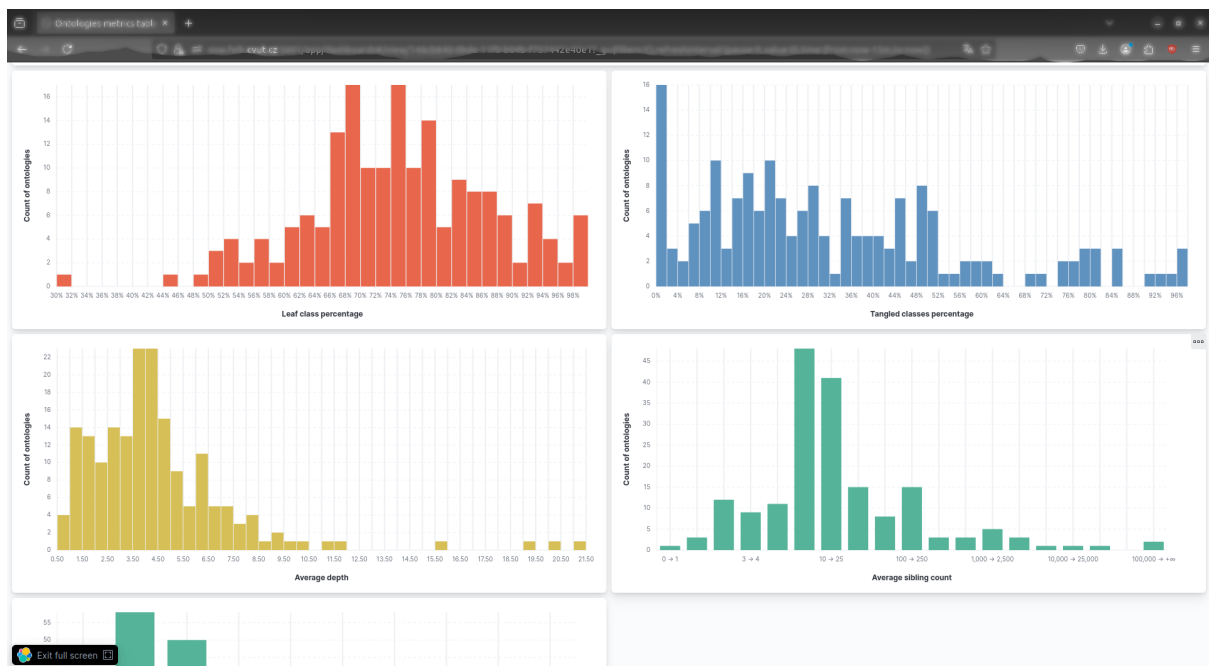 Ontologies metrics tabl
cvut.cz
16
14
12
10
8
6
4
2
0
Count of ontologies
30% 32% 34% 36% 38% 40% 42% 44% 46% 48% 50% 52% 54% 56% 58% 60% 62% 64% 66% 68% 70% 72% 74% 76% 78% 80% 82% 84% 86% 88% 90% 92% 94% 96% 98%
Leaf class percentage
16
14
12
10
8
6
4
2
0
Count of ontologies
0% 4% 8% 12% 16% 20% 24% 28% 32% 36% 40% 44% 48% 52% 56% 60% 64% 68% 72% 76% 80% 84% 88% 92% 96%
Tangled classes percentage
22
20
18
16
14
12
10
8
6
4
2
0
Count of ontologies
0.50 1.50 2.50 3.50 4.50 5.50 6.50 7.50 8.50 9.50 10.50 11.50 12.50 13.50 14.50 15.50 16.50 17.50 18.50 19.50 20.50 21.50
Average depth
45
40
35
30
25
20
15
10
5
0
Count of ontologies
0 → 1 3 → 4 10 → 25 100 → 250 1,000 → 2,500 10,000 → 25,000 100,000 → +∞
Average sibling count
55
50
Exit full screen